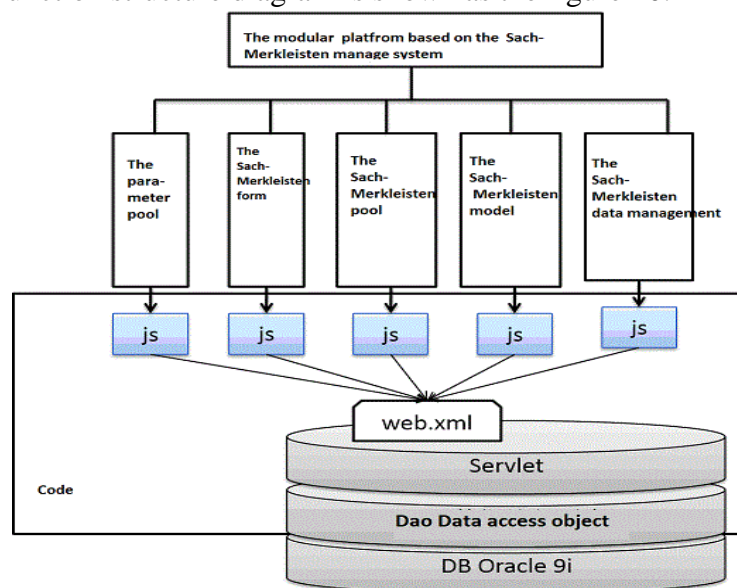 The modular platfrom based on the Sach-
Merkleisten manage system
The
para-
meter
pool
The
Sach-
Merkleisten
form
The
Sach-
Merkleisten
pool
The
Sach-
Merkleisten
model
The
Sach-
Merkleisten
data management
js
js
js
js
js
web.xml
Servlet
Code
Dao Data access object
DB Oracle 9i